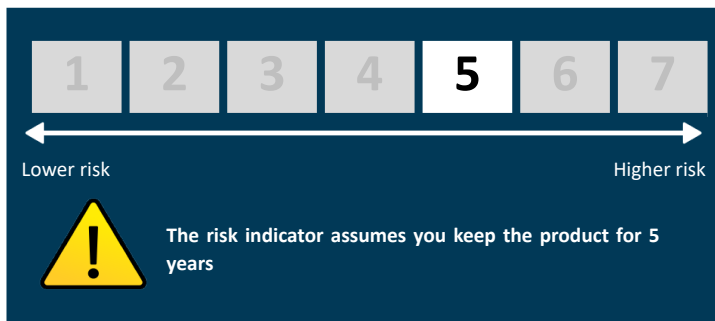 1 2 3 4 5 6 7
Lower risk Higher risk
!
The risk indicator assumes you keep the product for 5
years